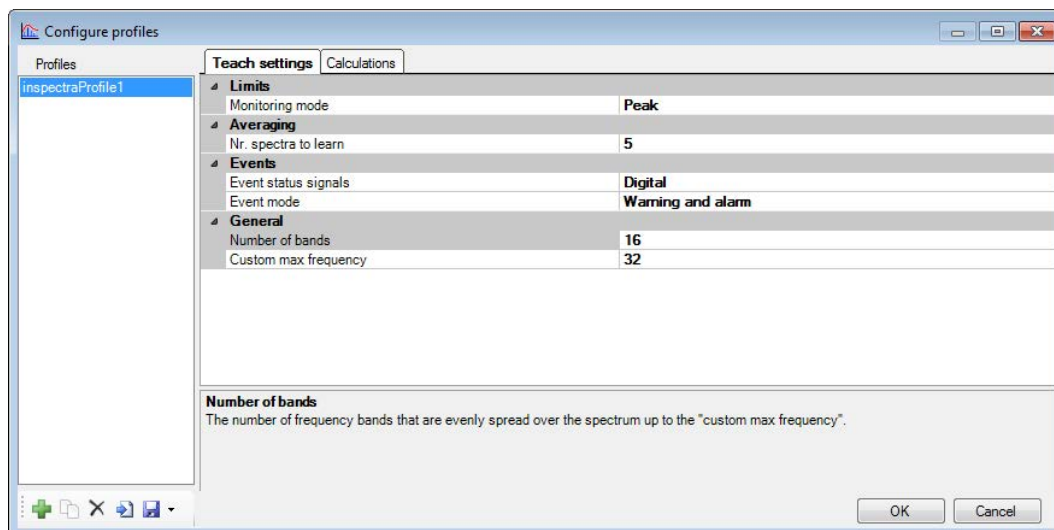 Configure profiles
Profiles
Teach settings Calculations
inspectraProfile1
Limits
Monitoring mode Peak
Averaging
Nr. spectra to learn 5
Events
Event status signals Digital
Event mode Warning and alarm
General
Number of bands 16
Custom max frequency 32
Number of bands
The number of frequency bands that are evenly spread over the spectrum up to the "custom max frequency".
OK Cancel